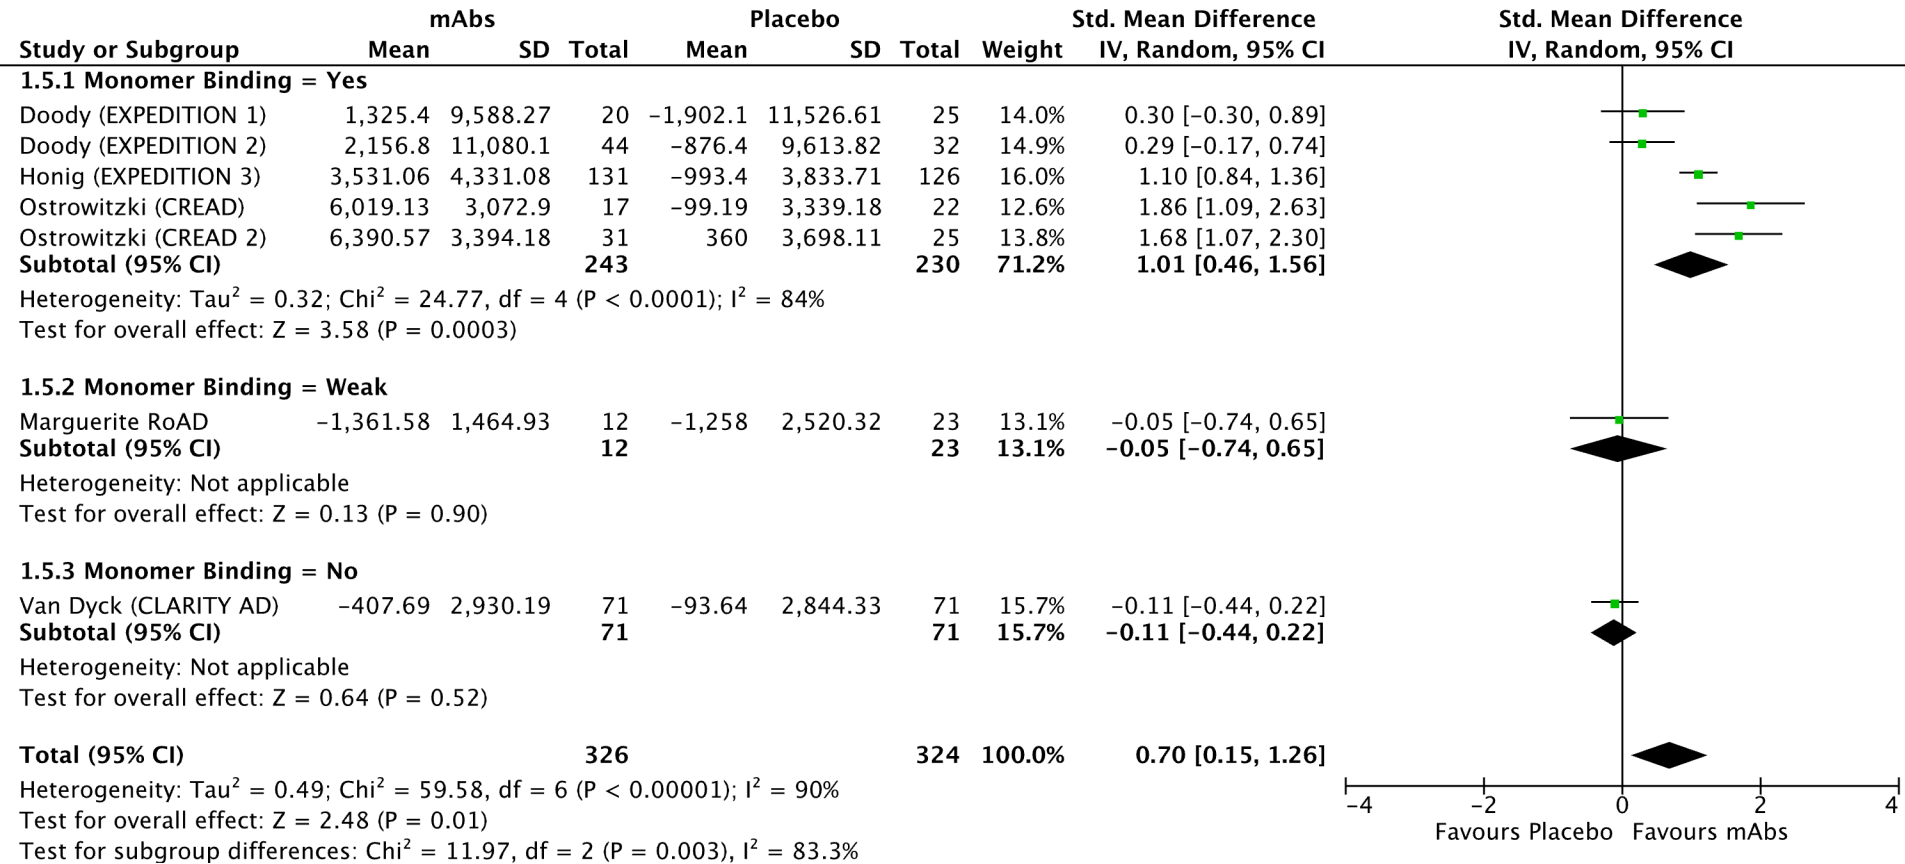 mAbs Placebo Std. Mean Difference Std. Mean Difference
Study or Subgroup Mean SD Total Mean SD Total Weight IV, Random, 95% CI IV, Random, 95% CI
1.5.1 Monomer Binding = Yes
Doody (EXPEDITION 1) 1,325.4 9,588.27 20 −1,902.1 11,526.61 25 14.0% 0.30 [−0.30, 0.89]
Doody (EXPEDITION 2) 2,156.8 11,080.1 44 −876.4 9,613.82 32 14.9% 0.29 [−0.17, 0.74]
Honig (EXPEDITION 3) 3,531.06 4,331.08 131 −993.4 3,833.71 126 16.0% 1.10 [0.84, 1.36]
Ostrowitzki (CREAD) 6,019.13 3,072.9 17 −99.19 3,339.18 22 12.6% 1.86 [1.09, 2.63]
Ostrowitzki (CREAD 2) 6,390.57 3,394.18 31 360 3,698.11 25 13.8% 1.68 [1.07, 2.30]
Subtotal (95% CI) 243 230 71.2% 1.01 [0.46, 1.56]
Heterogeneity: Tau² = 0.32; Chi² = 24.77, df = 4 (P < 0.0001); I² = 84%
Test for overall effect: Z = 3.58 (P = 0.0003)
1.5.2 Monomer Binding = Weak
Marguerite RoAD −1,361.58 1,464.93 12 −1,258 2,520.32 23 13.1% −0.05 [−0.74, 0.65]
Subtotal (95% CI) 12 23 13.1% −0.05 [−0.74, 0.65]
Heterogeneity: Not applicable
Test for overall effect: Z = 0.13 (P = 0.90)
1.5.3 Monomer Binding = No
Van Dyck (CLARITY AD) −407.69 2,930.19 71 −93.64 2,844.33 71 15.7% −0.11 [−0.44, 0.22]
Subtotal (95% CI) 71 71 15.7% −0.11 [−0.44, 0.22]
Heterogeneity: Not applicable
Test for overall effect: Z = 0.64 (P = 0.52)
Total (95% CI) 326 324 100.0% 0.70 [0.15, 1.26]
Heterogeneity: Tau² = 0.49; Chi² = 59.58, df = 6 (P < 0.00001); I² = 90%
Test for overall effect: Z = 2.48 (P = 0.01)
Test for subgroup differences: Chi² = 11.97, df = 2 (P = 0.003), I² = 83.3%
−4 −2 0 2 4
Favours Placebo Favours mAbs